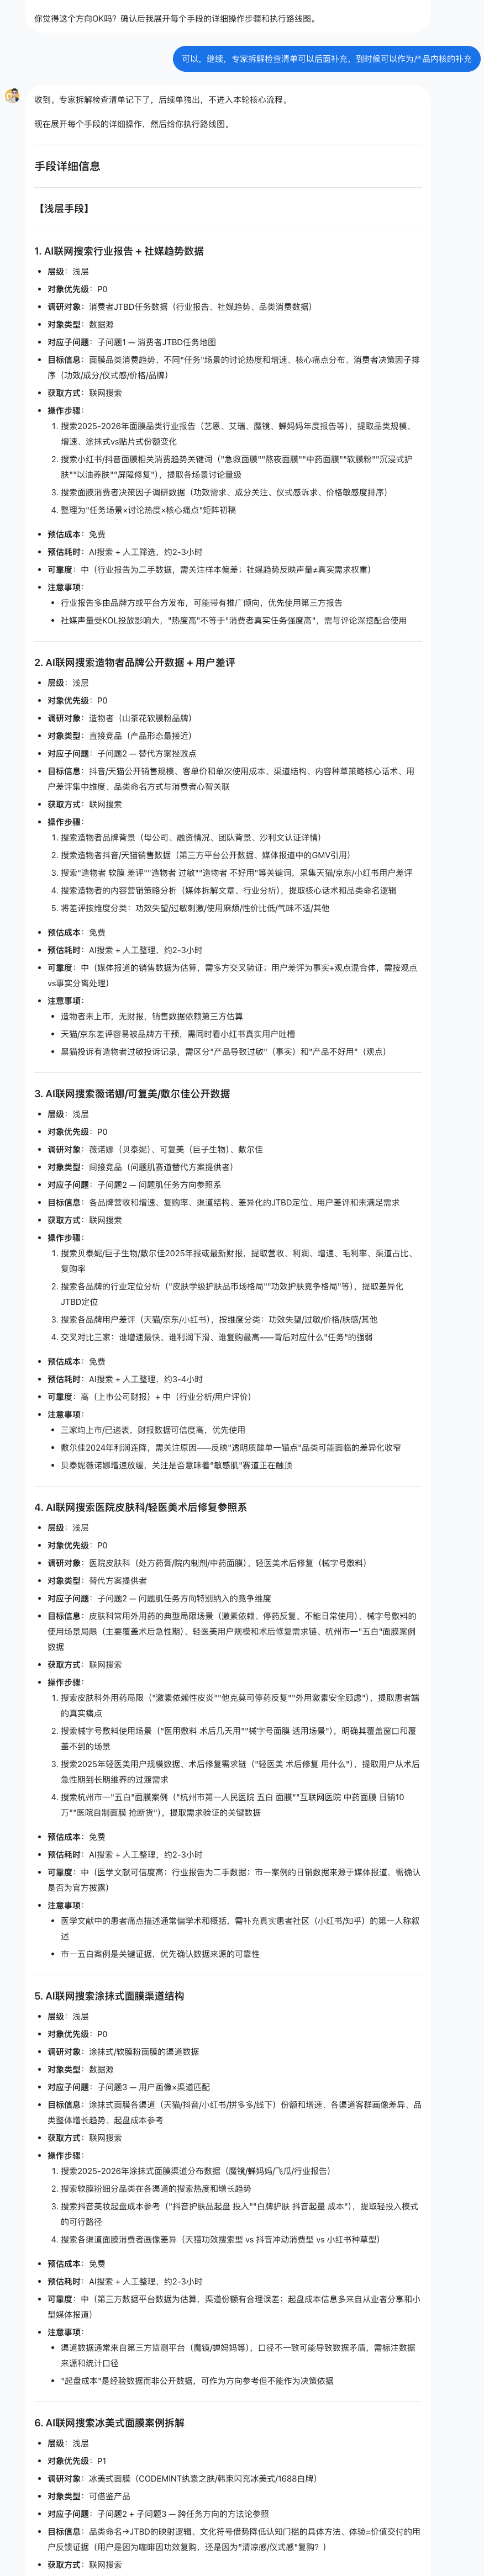 你觉得这个方向OK吗？确认后我展开每个手段的详细操作步骤和执行路线图。
可以，继续，专家拆解检查清单可以后面补充，到时候可以作为产品内核的补充
收到。专家拆解检查清单记下了，后续单独出，不进入本轮核心流程。
现在展开每个手段的详细操作，然后给你执行路线图。
手段详细信息
【浅层手段】
1. AI联网搜索行业报告 + 社媒趋势数据
• 层级：浅层
• 对象优先级：P0
• 调研对象：消费者JTBD任务数据（行业报告、社媒趋势、品类消费数据）
• 对象类型：数据源
• 对应子问题：子问题1 — 消费者JTBD任务地图
• 目标信息：面膜品类消费趋势、不同"任务"场景的讨论热度和增速、核心痛点分布、消费者决策因子排
序（功效/成分/仪式感/价格/品牌）
• 获取方式：联网搜索
• 操作步骤：
1. 搜索2025-2026年面膜品类行业报告（艺恩、艾瑞、魔镜、蝉妈妈年度报告等），提取品类规模、
增速、涂抹式vs贴片式份额变化
2. 搜索小红书/抖音面膜相关消费趋势关键词（"急救面膜""熬夜面膜""中药面膜""软膜粉""沉浸式护
肤""以油养肤""屏障修复"），提取各场景讨论量级
3. 搜索面膜消费者决策因子调研数据（功效需求、成分关注、仪式感诉求、价格敏感度排序）
4. 整理为"任务场景×讨论热度×核心痛点"矩阵初稿
• 预估成本：免费
• 预估耗时：AI搜索 + 人工筛选，约2-3小时
• 可靠度：中（行业报告为二手数据，需关注样本偏差；社媒趋势反映声量≠真实需求权重）
• 注意事项：
• 行业报告多由品牌方或平台方发布，可能带有推广倾向，优先使用第三方报告
• 社媒声量受KOL投放影响大，"热度高"不等于"消费者真实任务强度高"，需与评论深挖配合使用
2. AI联网搜索造物者品牌公开数据 + 用户差评
• 层级：浅层
• 对象优先级：P0
• 调研对象：造物者（山茶花软膜粉品牌）
• 对象类型：直接竞品（产品形态最接近）
• 对应子问题：子问题2 — 替代方案挫败点
• 目标信息：抖音/天猫公开销售规模、客单价和单次使用成本、渠道结构、内容种草策略核心话术、用
户差评集中维度、品类命名方式与消费者心智关联
• 获取方式：联网搜索
• 操作步骤：
1. 搜索造物者品牌背景（母公司、融资情况、团队背景、沙利文认证详情）
2. 搜索造物者抖音/天猫销售数据（第三方平台公开数据、媒体报道中的GMV引用）
3. 搜索"造物者 软膜 差评""造物者 过敏""造物者 不好用"等关键词，采集天猫/京东/小红书用户差评
4. 搜索造物者的内容营销策略分析（媒体拆解文章、行业分析），提取核心话术和品类命名逻辑
5. 将差评按维度分类：功效失望/过敏刺激/使用麻烦/性价比低/气味不适/其他
• 预估成本：免费
• 预估耗时：AI搜索 + 人工整理，约2-3小时
• 可靠度：中（媒体报道的销售数据为估算，需多方交叉验证；用户差评为事实+观点混合体，需按观点
vs事实分离处理）
• 注意事项：
• 造物者未上市，无财报，销售数据依赖第三方估算
• 天猫/京东差评容易被品牌方干预，需同时看小红书真实用户吐槽
• 黑猫投诉有造物者过敏投诉记录，需区分"产品导致过敏"（事实）和"产品不好用"（观点）
3. AI联网搜索薇诺娜/可复美/敷尔佳公开数据
• 层级：浅层
• 对象优先级：P0
• 调研对象：薇诺娜（贝泰妮）、可复美（巨子生物）、敷尔佳
• 对象类型：间接竞品（问题肌赛道替代方案提供者）
• 对应子问题：子问题2 — 问题肌任务方向参照系
• 目标信息：各品牌营收和增速、复购率、渠道结构、差异化的JTBD定位、用户差评和未满足需求
• 获取方式：联网搜索
• 操作步骤：
1. 搜索贝泰妮/巨子生物/敷尔佳2025年报或最新财报，提取营收、利润、增速、毛利率、渠道占比、
复购率
2. 搜索各品牌的行业定位分析（"皮肤学级护肤品市场格局""功效护肤竞争格局"等），提取差异化
JTBD定位
3. 搜索各品牌用户差评（天猫/京东/小红书），按维度分类：功效失望/过敏/价格/肤感/其他
4. 交叉对比三家：谁增速最快、谁利润下滑、谁复购最高——背后对应什么"任务"的强弱
• 预估成本：免费
• 预估耗时：AI搜索 + 人工整理，约3-4小时
• 可靠度：高（上市公司财报）+ 中（行业分析/用户评价）
• 注意事项：
• 三家均上市/已递表，财报数据可信度高，优先使用
• 敷尔佳2024年利润连降，需关注原因——反映"透明质酸单一锚点"品类可能面临的差异化收窄
• 贝泰妮薇诺娜增速放缓，关注是否意味着"敏感肌"赛道正在触顶
4. AI联网搜索医院皮肤科/轻医美术后修复参照系
• 层级：浅层
• 对象优先级：P0
• 调研对象：医院皮肤科（处方药膏/院内制剂/中药面膜）、轻医美术后修复（械字号敷料）
• 对象类型：替代方案提供者
• 对应子问题：子问题2 — 问题肌任务方向特别纳入的竞争维度
• 目标信息：皮肤科常用外用药的典型局限场景（激素依赖、停药反复、不能日常使用）、械字号敷料的
使用场景局限（主要覆盖术后急性期）、轻医美用户规模和术后修复需求链、杭州市一"五白"面膜案例
数据
• 获取方式：联网搜索
• 操作步骤：
1. 搜索皮肤科外用药局限（"激素依赖性皮炎""他克莫司停药反复""外用激素安全顾虑"），提取患者端
的真实痛点
2. 搜索械字号敷料使用场景（"医用敷料 术后几天用""械字号面膜 适用场景"），明确其覆盖窗口和覆
盖不到的场景
3. 搜索2025年轻医美用户规模数据、术后修复需求链（"轻医美 术后修复 用什么"），提取用户从术后
急性期到长期维养的过渡需求
4. 搜索杭州市一"五白"面膜案例（"杭州市第一人民医院 五白 面膜""互联网医院 中药面膜 日销10
万""医院自制面膜 抢断货"），提取需求验证的关键数据
• 预估成本：免费
• 预估耗时：AI搜索 + 人工整理，约2-3小时
• 可靠度：中（医学文献可信度高；行业报告为二手数据；市一案例的日销数据来源于媒体报道，需确认
是否为官方披露）
• 注意事项：
• 医学文献中的患者痛点描述通常偏学术和概括，需补充真实患者社区（小红书/知乎）的第一人称叙
述
• 市一五白案例是关键证据，优先确认数据来源的可靠性
5. AI联网搜索涂抹式面膜渠道结构
• 层级：浅层
• 对象优先级：P0
• 调研对象：涂抹式/软膜粉面膜的渠道数据
• 对象类型：数据源
• 对应子问题：子问题3 — 用户画像×渠道匹配
• 目标信息：涂抹式面膜各渠道（天猫/抖音/小红书/拼多多/线下）份额和增速、各渠道客群画像差异、品
类整体增长趋势、起盘成本参考
• 获取方式：联网搜索
• 操作步骤：
1. 搜索2025-2026年涂抹式面膜渠道分布数据（魔镜/蝉妈妈/飞瓜/行业报告）
2. 搜索软膜粉细分品类在各渠道的搜索热度和增长趋势
3. 搜索抖音美妆起盘成本参考（"抖音护肤品起盘 投入""白牌护肤 抖音起量 成本"），提取轻投入模式
的可行路径
4. 搜索各渠道面膜消费者画像差异（天猫功效搜索型 vs 抖音冲动消费型 vs 小红书种草型）
• 预估成本：免费
• 预估耗时：AI搜索 + 人工整理，约2-3小时
• 可靠度：中（第三方数据平台数据为估算，渠道份额有合理误差；起盘成本信息多来自从业者分享和小
型媒体报道）
• 注意事项：
• 渠道数据通常来自第三方监测平台（魔镜/蝉妈妈等），口径不一致可能导致数据矛盾，需标注数据
来源和统计口径
• "起盘成本"是经验数据而非公开数据，可作为方向参考但不能作为决策依据
6. AI联网搜索冰美式面膜案例拆解
• 层级：浅层
• 对象优先级：P1
• 调研对象：冰美式面膜（CODEMINT纨素之肤/韩束闪充冰美式/1688白牌）
• 对象类型：可借鉴产品
• 对应子问题：子问题2 + 子问题3 — 跨任务方向的方法论参照
• 目标信息：品类命名→JTBD的映射逻辑、文化符号借势降低认知门槛的具体方法、体验=价值交付的用
户反馈证据（用户是因为咖啡因功效复购，还是因为"清凉感/仪式感"复购？）
• 获取方式：联网搜索